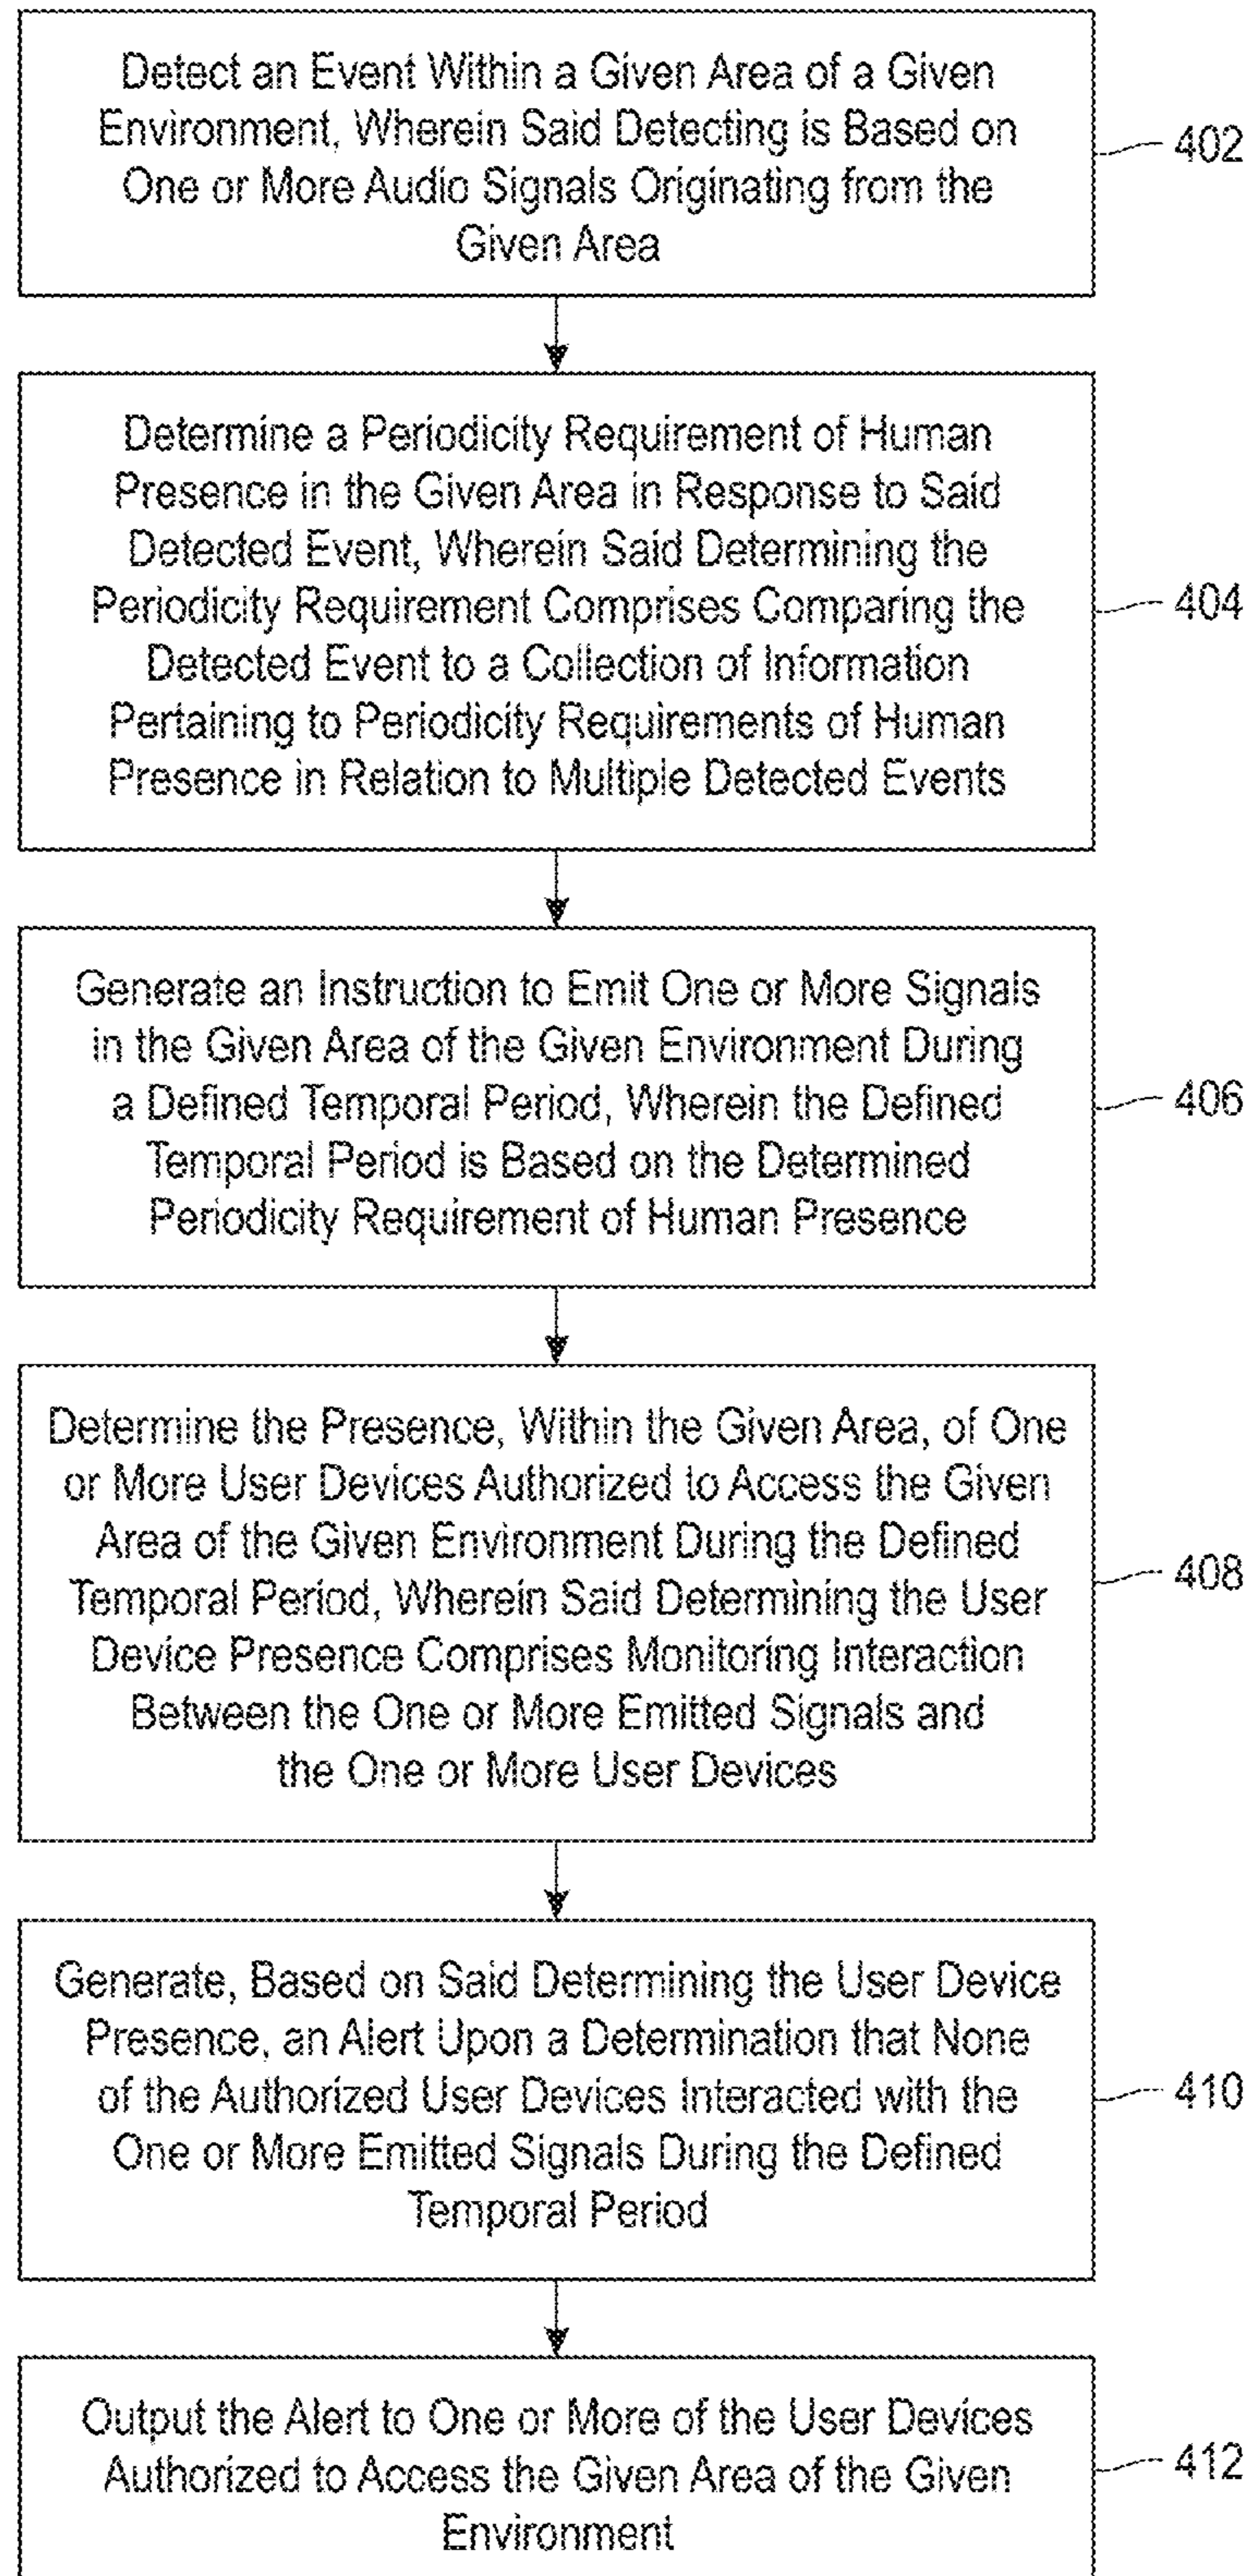 Detect an Event Within a Given Area of a Given
Environment, Wherein Said Detecting is Based on
One or More Audio Signals Originating from the
Given Area
402
Determine a Periodicity Requirement of Human
Presence in the Given Area in Response to Said
Detected Event, Wherein Said Determining the
Periodicity Requirement Comprises Comparing the
Detected Event to a Collection of Information
Pertaining to Periodicity Requirements of Human
Presence in Relation to Multiple Detected Events
404
Generate an Instruction to Emit One or More Signals
in the Given Area of the Given Environment During
a Defined Temporal Period, Wherein the Defined
Temporal Period is Based on the Determined
Periodicity Requirement of Human Presence
406
Determine the Presence, Within the Given Area, of One
or More User Devices Authorized to Access the Given
Area of the Given Environment During the Defined
Temporal Period, Wherein Said Determining the User
Device Presence Comprises Monitoring Interaction
Between the One or More Emitted Signals and
the One or More User Devices
408
Generate, Based on Said Determining the User Device
Presence, an Alert Upon a Determination that None
of the Authorized User Devices Interacted with the
One or More Emitted Signals During the Defined
Temporal Period
410
Output the Alert to One or More of the User Devices
Authorized to Access the Given Area of the Given
Environment
412